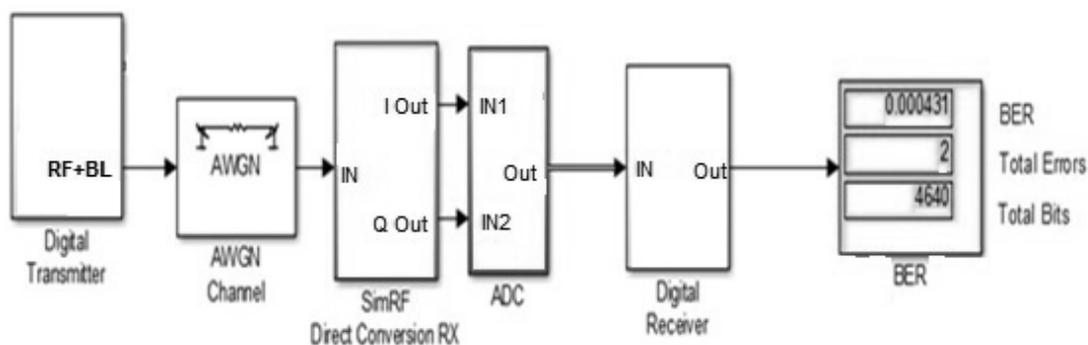 RF+BL
Digital
Transmitter
AWGN
AWGN
Channel
IN
I Out
Q Out
SimRF
Direct Conversion RX
IN1
IN2
Out
ADC
IN
Out
Digital
Receiver
0.000431
2
4640
BER
BER
Total Errors
Total Bits